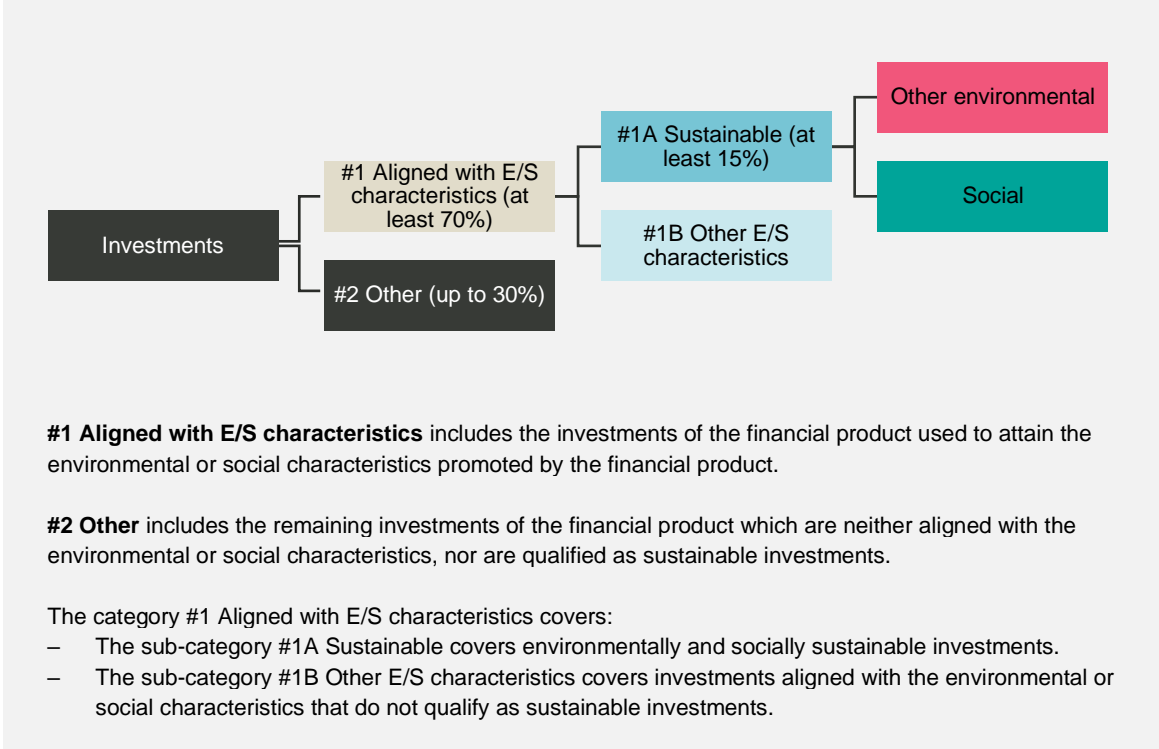 Other environmental
#1A Sustainable (at
least 15%)
#1 Aligned with E/S
characteristics (at
least 70%)
Social
Investments
#1B Other E/S
characteristics
#2 Other (up to 30%)
#1 Aligned with E/S characteristics includes the investments of the financial product used to attain the
environmental or social characteristics promoted by the financial product.
#2 Other includes the remaining investments of the financial product which are neither aligned with the
environmental or social characteristics, nor are qualified as sustainable investments.
The category #1 Aligned with E/S characteristics covers:
– The sub-category #1A Sustainable covers environmentally and socially sustainable investments.
– The sub-category #1B Other E/S characteristics covers investments aligned with the environmental or
social characteristics that do not qualify as sustainable investments.